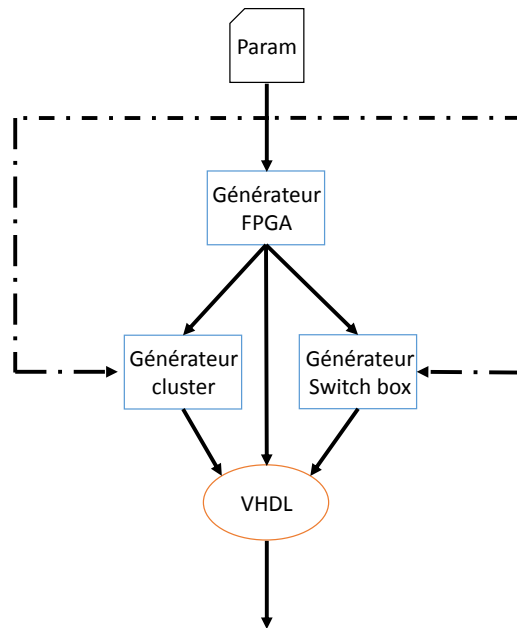 Param
Générateur
FPGA
Générateur
cluster
Générateur
Switch box
VHDL